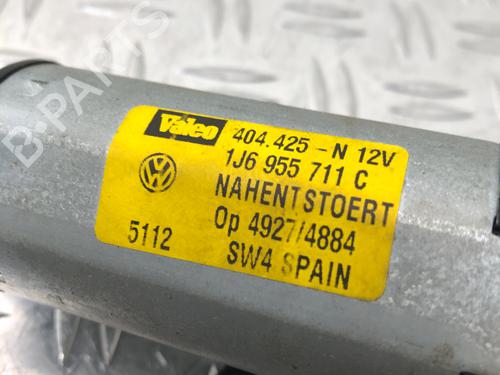 B-PARTS
Valeo 404.425-N 12V
1J6 955 711 C
NAHENTSTOERT
5112 Op 4927/4884
SW4 SPAIN